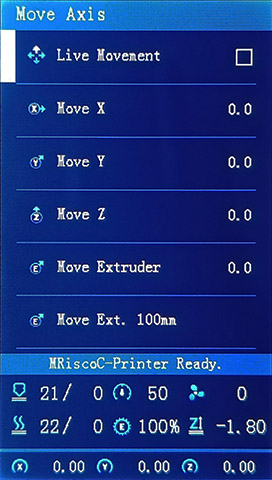 Move Axis
Live Movement
Move X 0.0
Move Y 0.0
Move Z 0.0
Move Extruder 0.0
Move Ext. 100mm
MRiscoC-Printer Ready.
21/ 0 50 0
22/ 0 E 100% Z -1.80
X 0.00 Y 0.00 Z 0.00